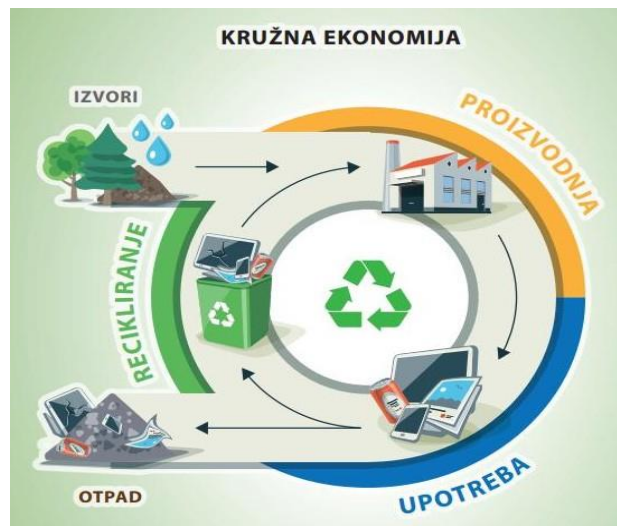 KRUŽNA EKONOMIJA
IZVORI
PROIZVODNJA
RECIKLIRANJE
OTPAD
UPOTREBA